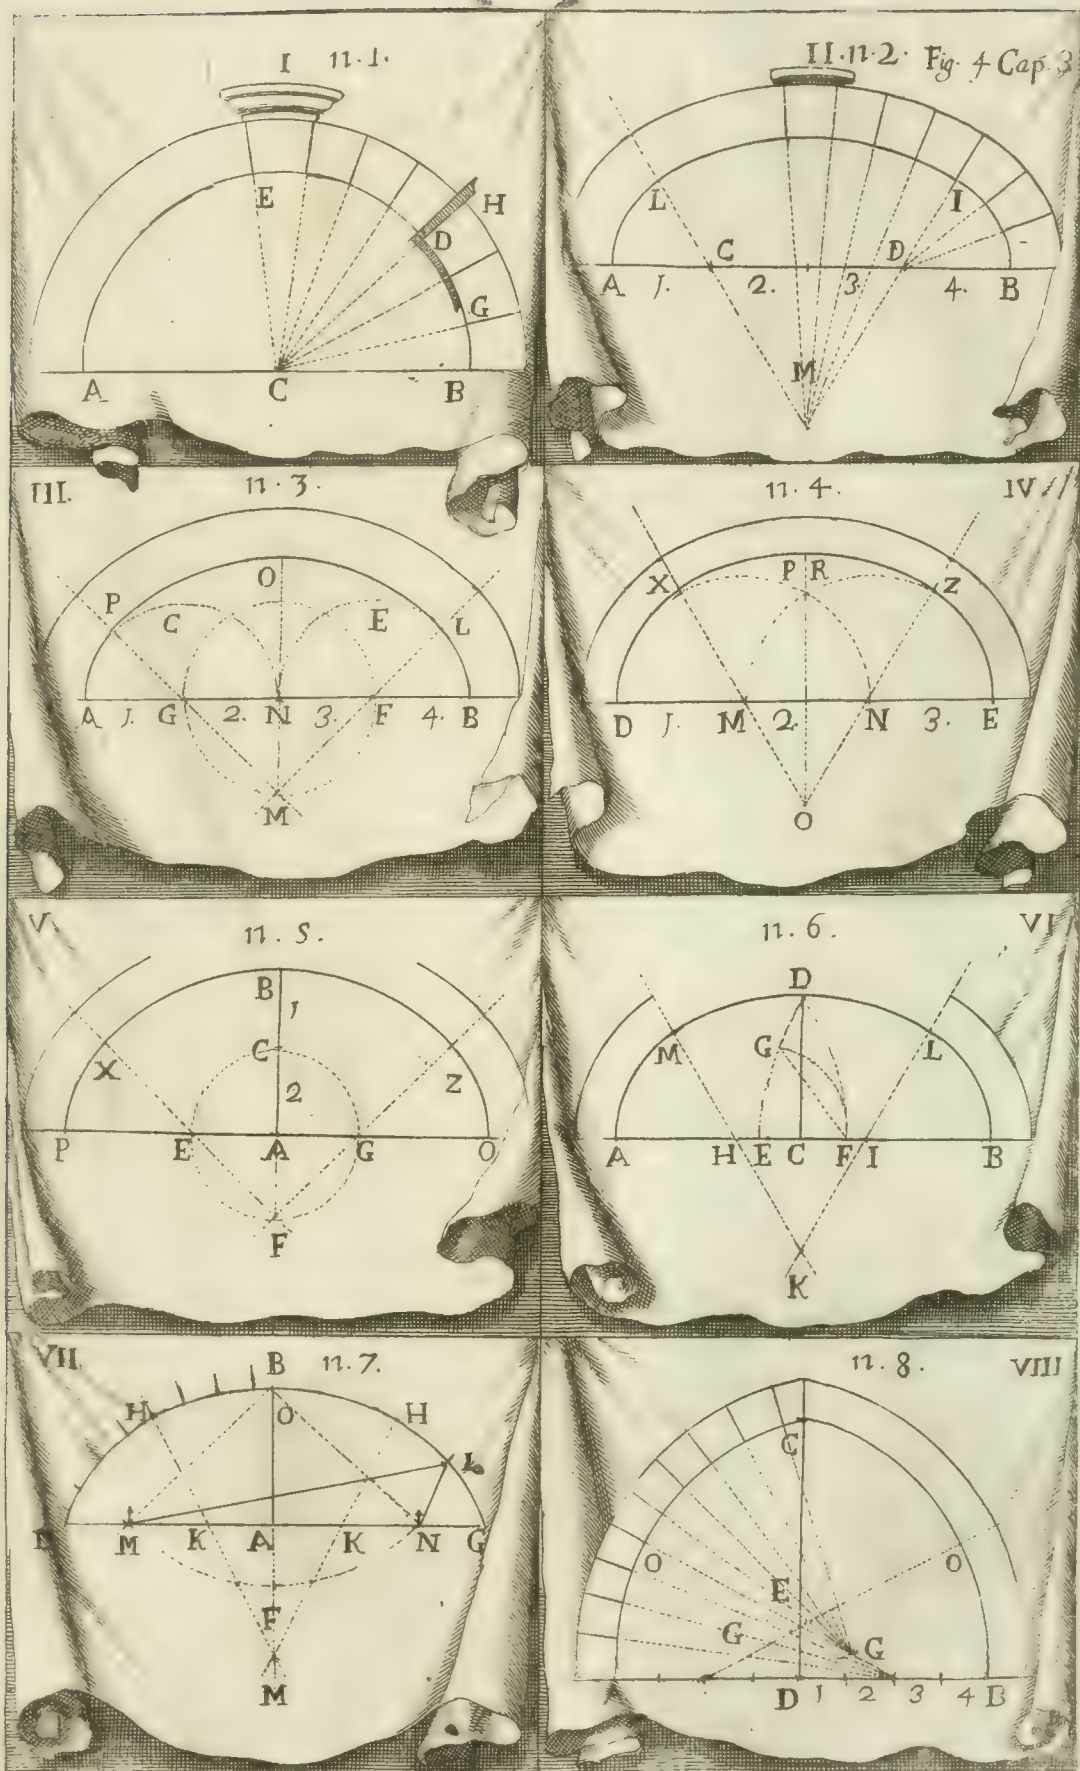 I n.1.
E
H
D
G
A C B
II.n.2. Fig. 4 Cap. 3
L I
C D
A 1. 2. 3. 4. B
M
III. n.3.
O
P C E L
A 1. G 2. N 3. F 4. B
M
n.4. IV
X P R Z
D 1. M 2. N 3. E
O
V. n.5.
B 1
C
X 2 Z
P E A G O
F
n.6. VI
D
M G L
A H E C F I B
K
VII. B n.7.
H O H
L
D M K A K N G
F
M
n.8. VIII
C
O O
E
G G
A D 1 2 3 4 B